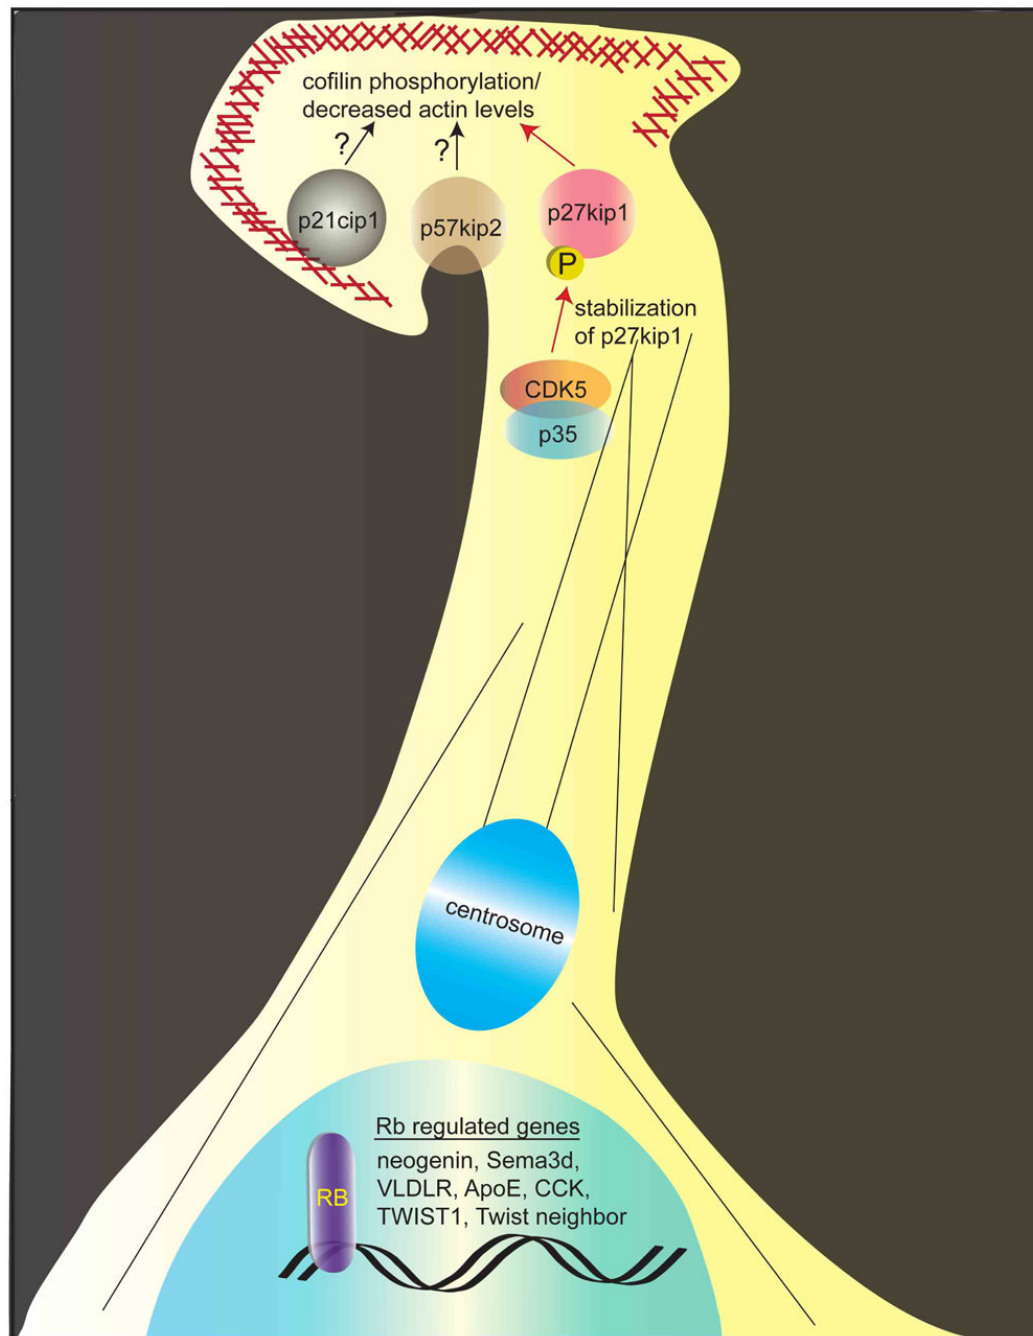 cofilin phosphorylation/
decreased actin levels
?
?
p21cip1
p57kip2
p27kip1
P
stabilization
of p27kip1
CDK5
p35
centrosome
Rb regulated genes
neogenin, Sema3d,
VLDLR, ApoE, CCK,
TWIST1, Twist neighbor
RB